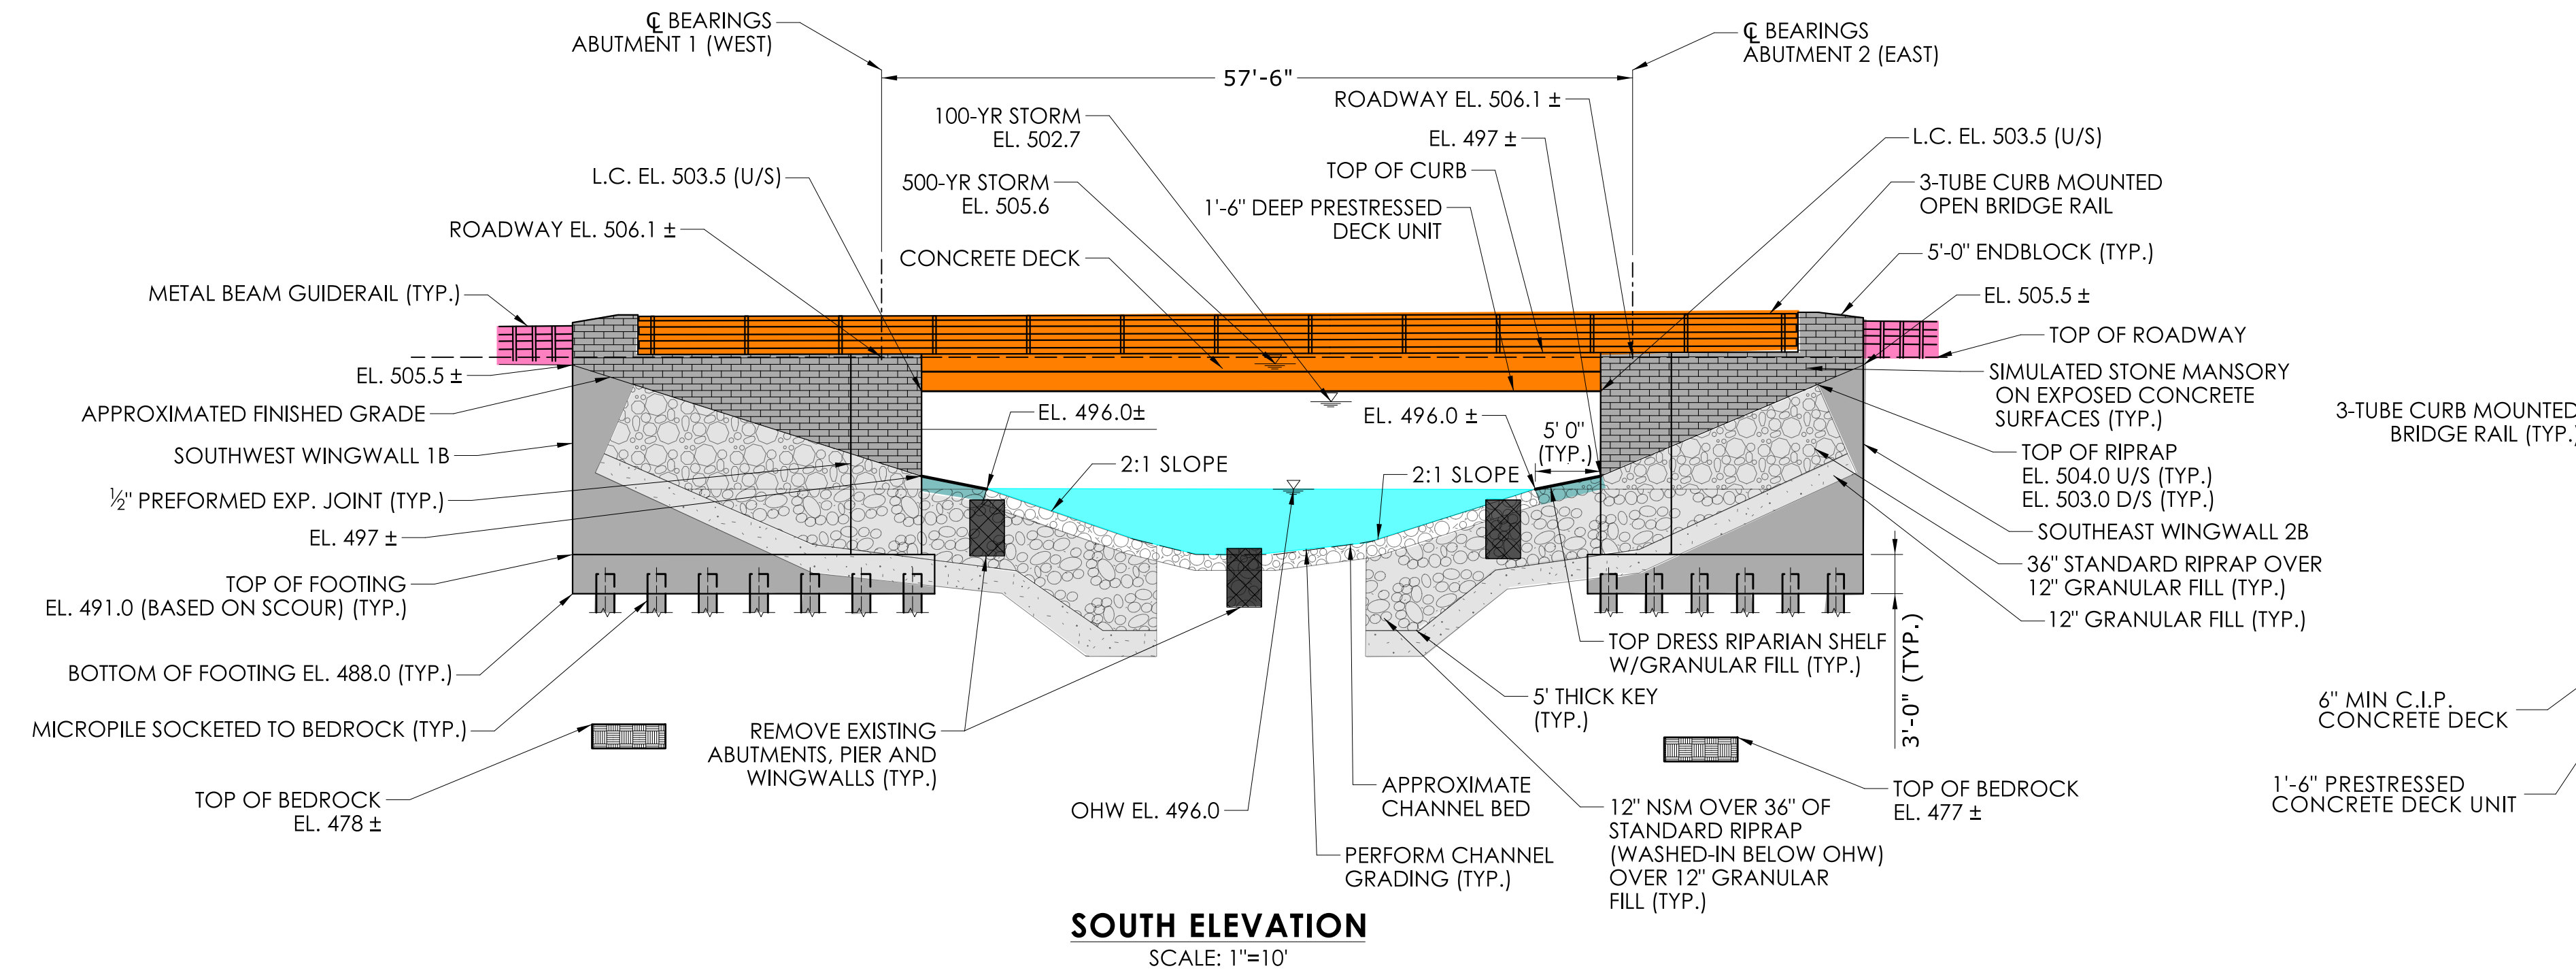 ℄ BEARINGS
ABUTMENT 1 (WEST)
℄ BEARINGS
ABUTMENT 2 (EAST)
57'-6"
100-YR STORM
EL. 502.7
ROADWAY EL. 506.1 ±
EL. 497 ±
L.C. EL. 503.5 (U/S)
L.C. EL. 503.5 (U/S)
500-YR STORM
EL. 505.6
TOP OF CURB
3-TUBE CURB MOUNTED
OPEN BRIDGE RAIL
1'-6" DEEP PRESTRESSED
DECK UNIT
ROADWAY EL. 506.1 ±
CONCRETE DECK
5'-0" ENDBLOCK (TYP.)
METAL BEAM GUIDERAIL (TYP.)
EL. 505.5 ±
TOP OF ROADWAY
EL. 505.5 ±
SIMULATED STONE MANSORY
ON EXPOSED CONCRETE
SURFACES (TYP.)
APPROXIMATED FINISHED GRADE
EL. 496.0±
EL. 496.0 ±
5' 0"
(TYP.)
3-TUBE CURB MOUNTED
BRIDGE RAIL (TYP.)
SOUTHWEST WINGWALL 1B
2:1 SLOPE
2:1 SLOPE
TOP OF RIPRAP
EL. 504.0 U/S (TYP.)
EL. 503.0 D/S (TYP.)
½" PREFORMED EXP. JOINT (TYP.)
EL. 497 ±
SOUTHEAST WINGWALL 2B
36" STANDARD RIPRAP OVER
12" GRANULAR FILL (TYP.)
TOP OF FOOTING
EL. 491.0 (BASED ON SCOUR) (TYP.)
12" GRANULAR FILL (TYP.)
TOP DRESS RIPARIAN SHELF
W/GRANULAR FILL (TYP.)
3'-0" (TYP.)
BOTTOM OF FOOTING EL. 488.0 (TYP.)
5' THICK KEY
(TYP.)
MICROPILE SOCKETED TO BEDROCK (TYP.)
REMOVE EXISTING
ABUTMENTS, PIER AND
WINGWALLS (TYP.)
6" MIN C.I.P.
CONCRETE DECK
TOP OF BEDROCK
EL. 478 ±
OHW EL. 496.0
APPROXIMATE
CHANNEL BED
12" NSM OVER 36" OF
STANDARD RIPRAP
(WASHED-IN BELOW OHW)
OVER 12" GRANULAR
FILL (TYP.)
TOP OF BEDROCK
EL. 477 ±
1'-6" PRESTRESSED
CONCRETE DECK UNIT
PERFORM CHANNEL
GRADING (TYP.)
SOUTH ELEVATION
SCALE: 1"=10'